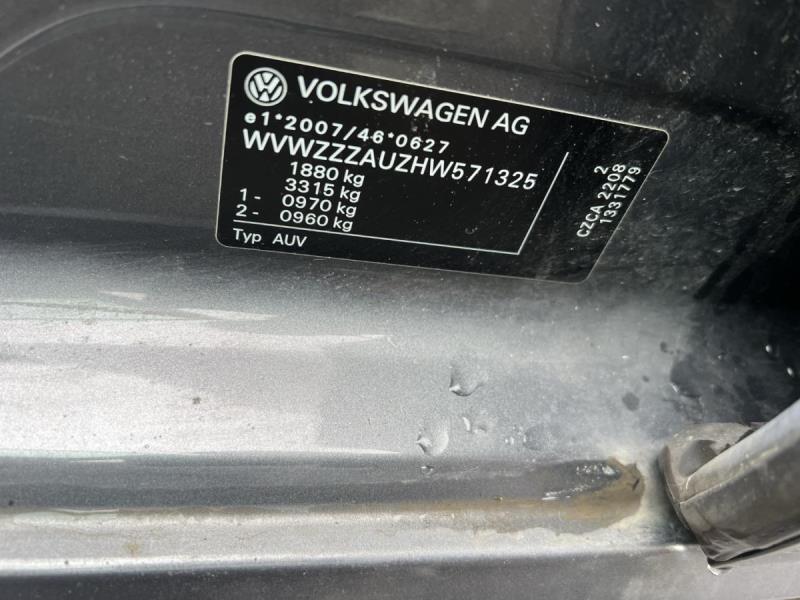 VOLKSWAGEN AG
e1*2007/46*0627
WVWZZZAUZHW571325
1880 kg
3315 kg
1- 0970 kg
2- 0960 kg
Typ AUV
2
CZCA 2208
1331779